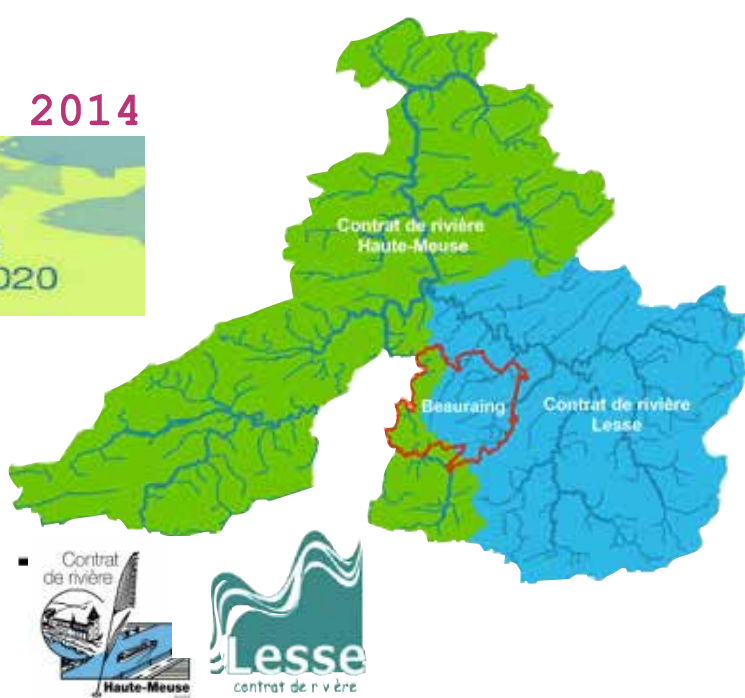 2014
020
Contrat de rivière
Haute-Meuse
Beauraing
Contrat de rivière
Lesse
Contrat
de rivière
Haute-Meuse
Lesse
contrat de r v ère